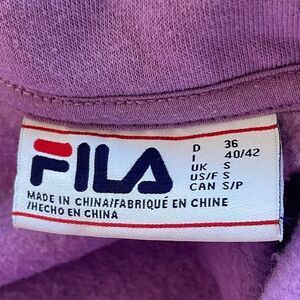 FILA
D 36
I 40/42
UK S
US/F S
CAN S/P
MADE IN CHINA/FABRIQUÉ EN CHINE
/HECHO EN CHINA